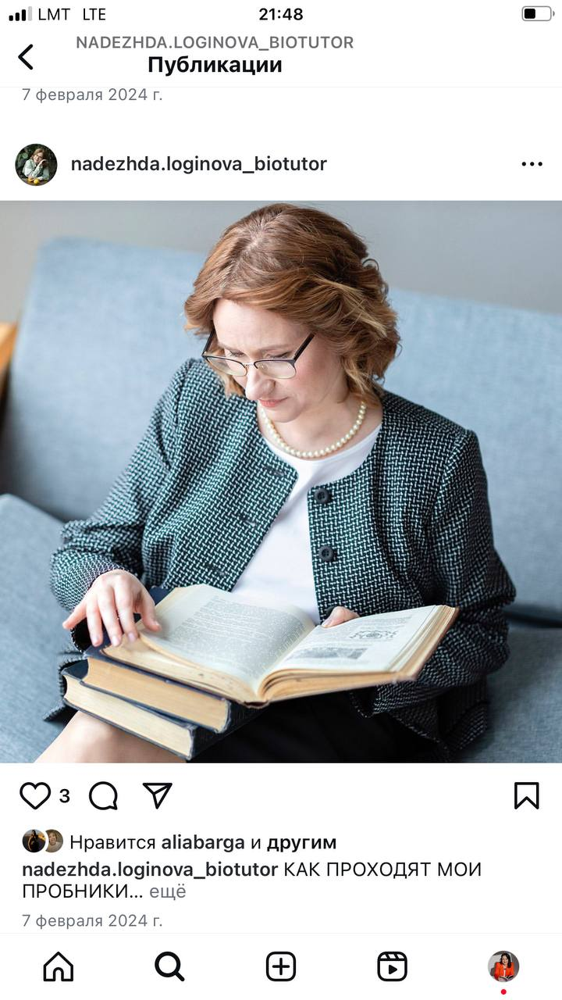 LMT LTE 21:48
NADEZHDA.LOGINOVA_BIOTUTOR
Публикации
7 февраля 2024 г.
nadezhda.loginova_biotutor
3
Нравится aliabarga и другим
nadezhda.loginova_biotutor КАК ПРОХОДЯТ МОИ
ПРОБНИКИ... ещё
7 февраля 2024 г.